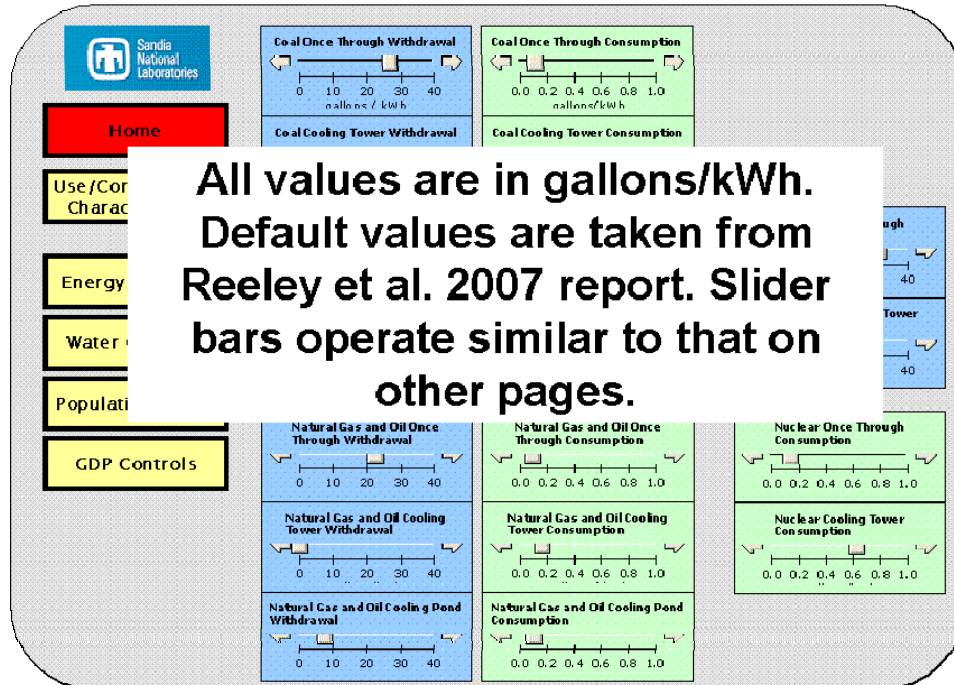 Sandia
National
Laboratories
Home
Energy
Water
GDP Controls
Coal Once Through Withdrawal
0 10 20 30 40
gallons / kWh
Coal Cooling Tower Withdrawal
Coal Once Through Consumption
0.0 0.2 0.4 0.6 0.8 1.0
gallons/kWh
Coal Cooling Tower Consumption
All values are in gallons/kWh.
Default values are taken from
Reeley et al. 2007 report. Slider
bars operate similar to that on
other pages.
40
Tower
40
Natural Gas and Oil Once
Through Withdrawal
0 10 20 30 40
Natural Gas and Oil Cooling
Tower Withdrawal
0 10 20 30 40
Natural Gas and Oil Cooling Pond
Withdrawal
0 10 20 30 40
Natural Gas and Oil Once
Through Consumption
0.0 0.2 0.4 0.6 0.8 1.0
Natural Gas and Oil Cooling
Tower Consumption
0.0 0.2 0.4 0.6 0.8 1.0
Natural Gas and Oil Cooling Pond
Consumption
0.0 0.2 0.4 0.6 0.8 1.0
Nuclear Once Through
Consumption
0.0 0.2 0.4 0.6 0.8 1.0
Nuclear Cooling Tower
Consumption
0.0 0.2 0.4 0.6 0.8 1.0